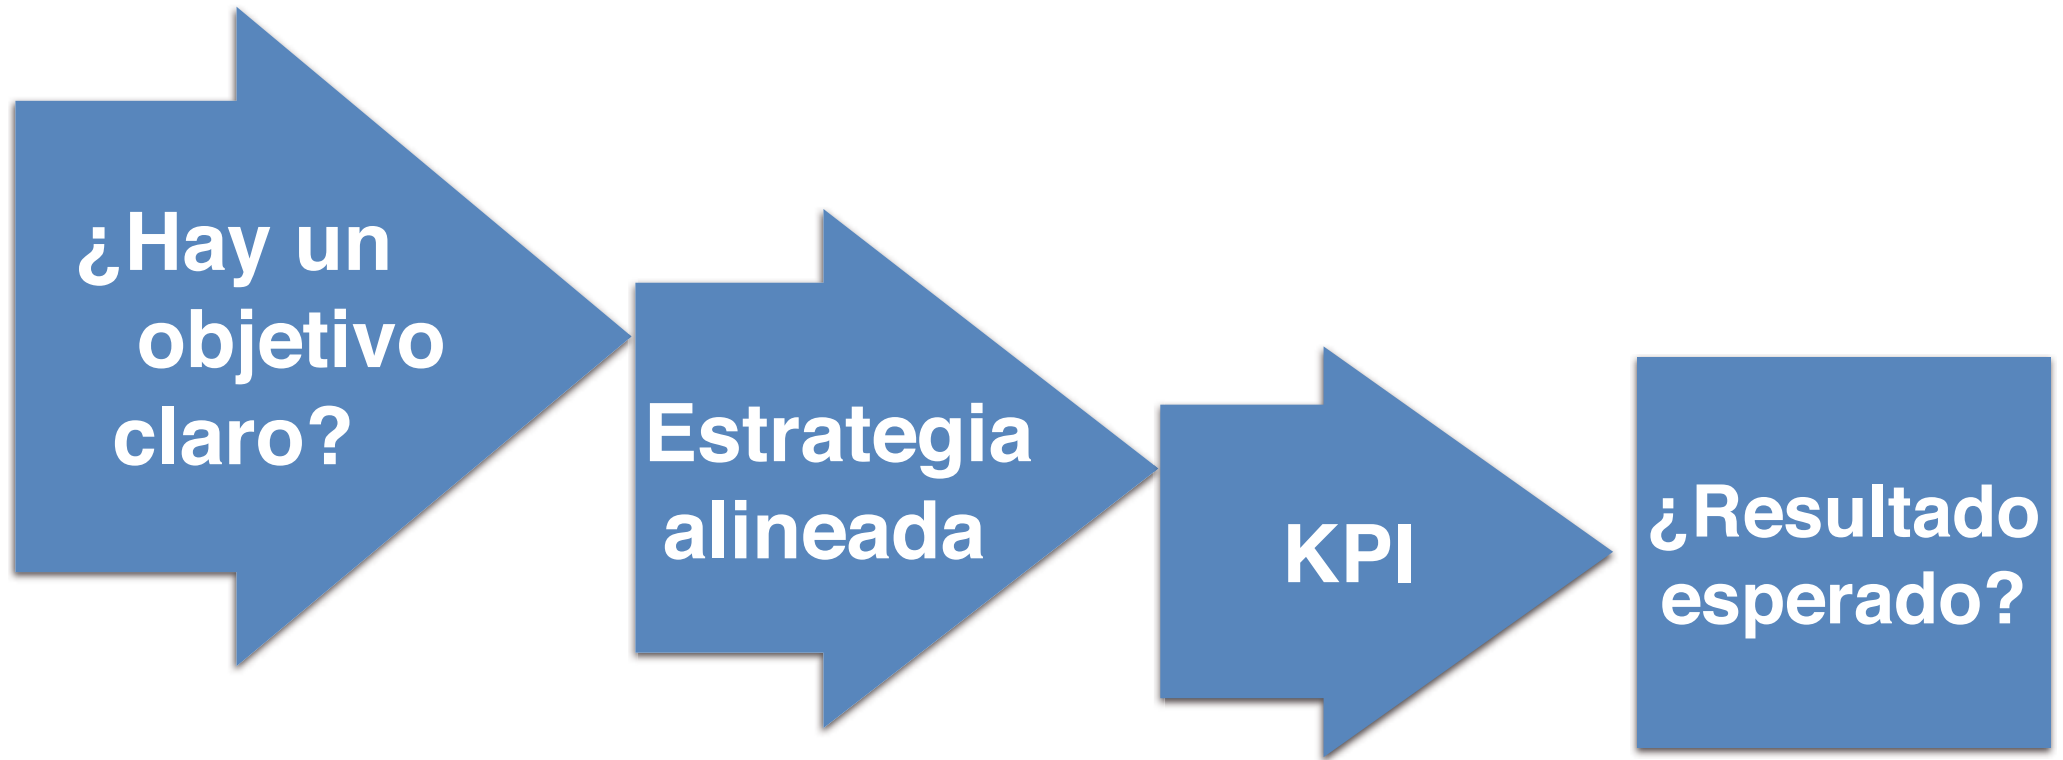 ¿Hay un
objetivo
claro?
Estrategia
alineada
KPI
¿Resultado
esperado?